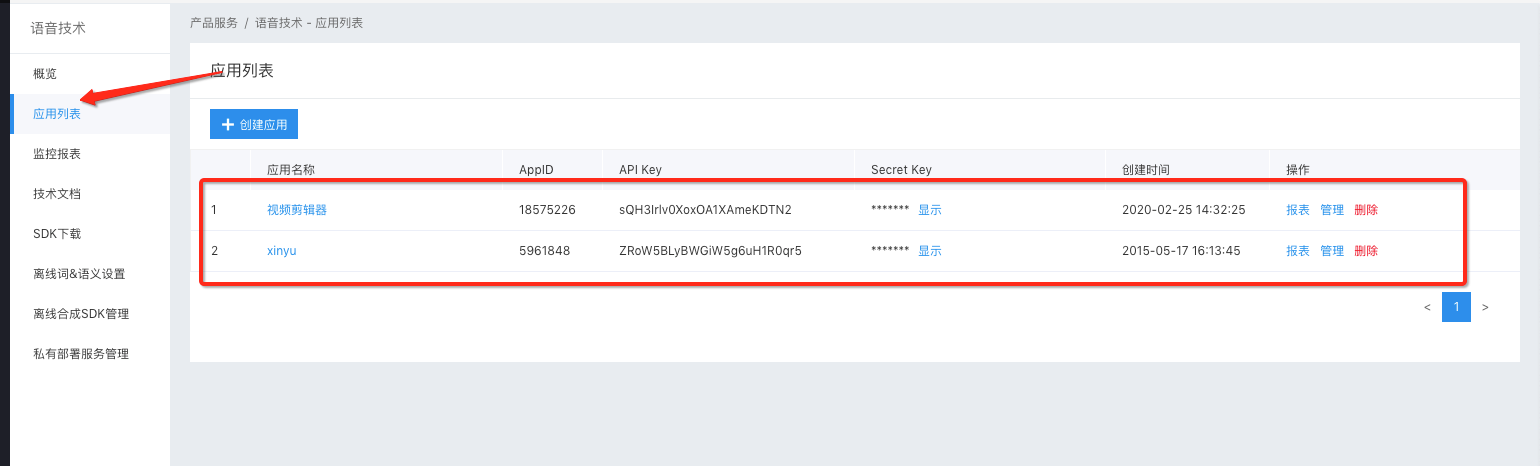 语音技术
概览
应用列表
监控报表
技术文档
SDK下载
离线词&语义设置
离线合成SDK管理
私有部署服务管理
产品服务 / 语音技术 - 应用列表
应用列表
创建应用
应用名称 AppID API Key Secret Key 创建时间 操作
1 视频剪辑器 18575226 sQH3Irlv0XoxOA1XAmeKDTN2 ******* 显示 2020-02-25 14:32:25 报表 管理 删除
2 xinyu 5961848 ZRoW5BLyBWGiW5g6uH1R0qr5 ******* 显示 2015-05-17 16:13:45 报表 管理 删除
< 1 >